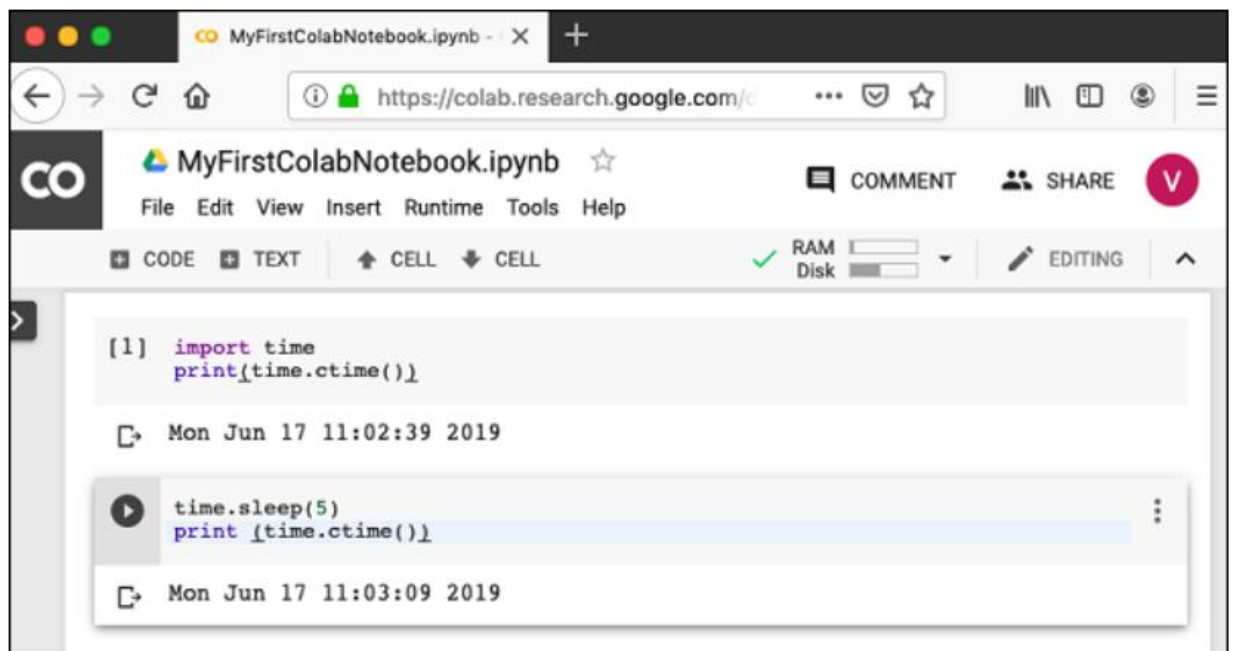 CO MyFirstColabNotebook.ipynb -
https://colab.research.google.com/
CO MyFirstColabNotebook.ipynb COMMENT SHARE V
File Edit View Insert Runtime Tools Help
CODE TEXT CELL CELL RAM Disk EDITING
[1] import time
print(time.ctime())
Mon Jun 17 11:02:39 2019
time.sleep(5)
print (time.ctime())
Mon Jun 17 11:03:09 2019